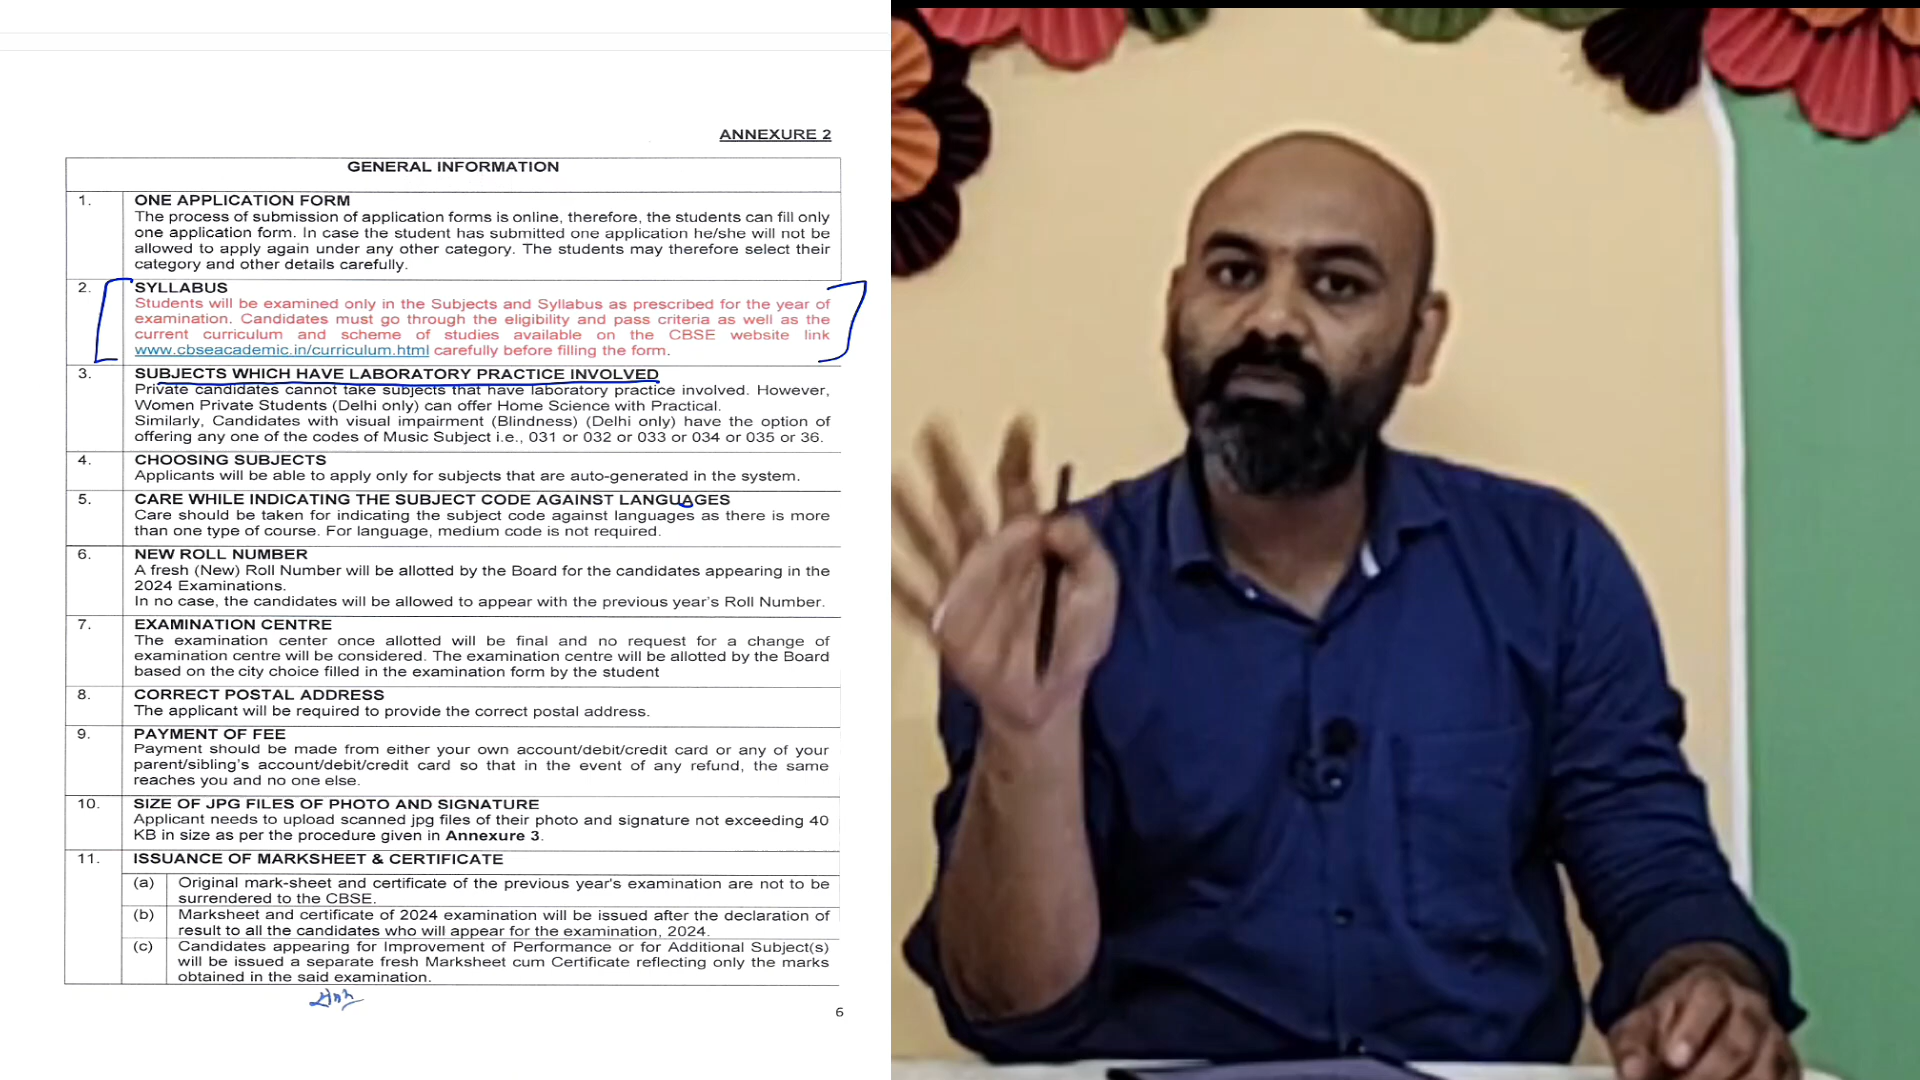 ANNEXURE 2
GENERAL INFORMATION
1. ONE APPLICATION FORM
The process of submission of application forms is online, therefore, the students can fill only
one application form. In case the student has submitted one application he/she will not be
allowed to apply again under any other category. The students may therefore select their
category and other details carefully.
2. SYLLABUS
Students will be examined only in the Subjects and Syllabus as prescribed for the year of
examination. Candidates must go through the eligibility and pass criteria as well as the
current curriculum and scheme of studies available on the CBSE website link
www.cbseacademic.in/curriculum.html carefully before filling the form.
3. SUBJECTS WHICH HAVE LABORATORY PRACTICE INVOLVED
Private candidates cannot take subjects that have laboratory practice involved. However,
Women Private Students (Delhi only) can offer Home Science with Practical.
Similarly, Candidates with visual impairment (Blindness) (Delhi only) have the option of
offering any one of the codes of Music Subject i.e., 031 or 032 or 033 or 034 or 035 or 36.
4. CHOOSING SUBJECTS
Applicants will be able to apply only for subjects that are auto-generated in the system.
5. CARE WHILE INDICATING THE SUBJECT CODE AGAINST LANGUAGES
Care should be taken for indicating the subject code against languages as there is more
than one type of course. For language, medium code is not required.
6. NEW ROLL NUMBER
A fresh (New) Roll Number will be allotted by the Board for the candidates appearing in the
2024 Examinations.
In no case, the candidates will be allowed to appear with the previous year's Roll Number.
7. EXAMINATION CENTRE
The examination center once allotted will be final and no request for a change of
examination centre will be considered. The examination centre will be allotted by the Board
based on the city choice filled in the examination form by the student
8. CORRECT POSTAL ADDRESS
The applicant will be required to provide the correct postal address.
9. PAYMENT OF FEE
Payment should be made from either your own account/debit/credit card or any of your
parent/sibling's account/debit/credit card so that in the event of any refund, the same
reaches you and no one else.
10. SIZE OF JPG FILES OF PHOTO AND SIGNATURE
Applicant needs to upload scanned jpg files of their photo and signature not exceeding 40
KB in size as per the procedure given in Annexure 3.
11. ISSUANCE OF MARKSHEET & CERTIFICATE
(a) Original mark-sheet and certificate of the previous year's examination are not to be
surrendered to the CBSE.
(b) Marksheet and certificate of 2024 examination will be issued after the declaration of
result to all the candidates who will appear for the examination, 2024.
(c) Candidates appearing for Improvement of Performance or for Additional Subject(s)
will be issued a separate fresh Marksheet cum Certificate reflecting only the marks
obtained in the said examination.
6